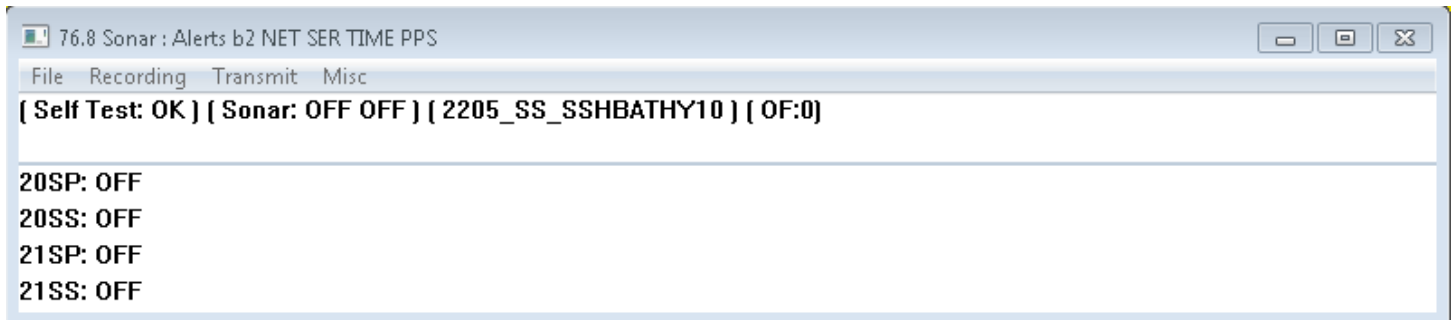 76.8 Sonar : Alerts b2 NET SER TIME PPS
File Recording Transmit Misc
( Self Test: OK ) ( Sonar: OFF OFF ) ( 2205_SS_SSHBATHY10 ) ( OF:0)
20SP: OFF
20SS: OFF
21SP: OFF
21SS: OFF